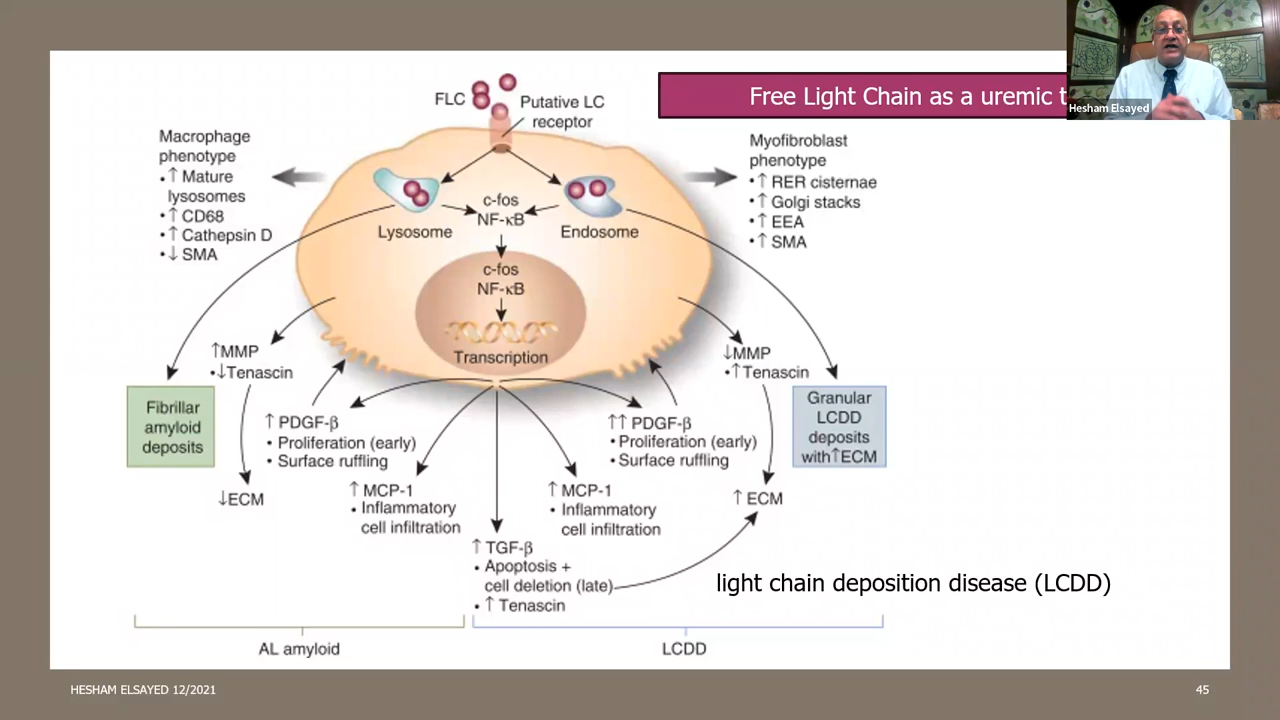 Free Light Chain as a uremic
Hesham Elsayed
FLC
Putative LC
receptor
Macrophage
phenotype
•↑ Mature
lysosomes
•↑ CD68
•↑ Cathepsin D
•↓ SMA
Myofibroblast
phenotype
•↑ RER cisternae
•↑ Golgi stacks
•↑ EEA
•↑ SMA
Lysosome
c-fos
NF-κB
Endosome
c-fos
NF-κB
Transcription
↑MMP
•↓Tenascin
↓MMP
•↑Tenascin
Fibrillar
amyloid
deposits
↑ PDGF-β
• Proliferation (early)
• Surface ruffling
↑↑ PDGF-β
• Proliferation (early)
• Surface ruffling
Granular
LCDD
deposits
with↑ECM
↓ECM
↑ MCP-1
• Inflammatory
cell infiltration
↑ MCP-1
• Inflammatory
cell infiltration
↑ ECM
↑ TGF-β
• Apoptosis +
cell deletion (late)
• ↑ Tenascin
light chain deposition disease (LCDD)
AL amyloid
LCDD
HESHAM ELSAYED 12/2021
45